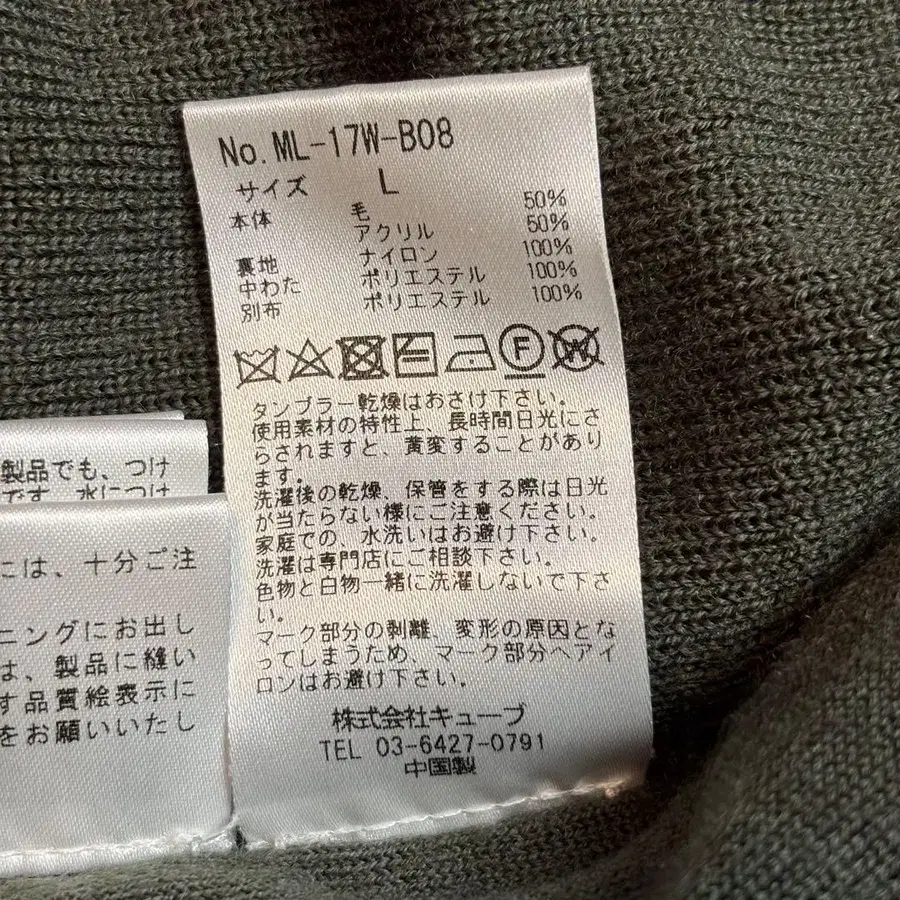 No.ML-17W-B08
サイズ L
本体 毛 50%
アクリル 50%
裏地 ナイロン 100%
中わた ポリエステル 100%
別布 ポリエステル 100%
F W
タンブラー乾燥はおさけ下さい。
使用素材の特性上、長時間日光にさ
らされますと、黄変することがあり
ます。
洗濯後の乾燥、保管をする際は日光
が当たらない様にご注意ください。
家庭での、水洗いはお避け下さい。
洗濯は専門店にご相談下さい。
色物と白物一緒に洗濯しないで下さ
い。
マーク部分の剥離、変形の原因とな
ってしまうため、マーク部分へアイ
ロンはお避け下さい。
株式会社キューブ
TEL 03-6427-0791
中国製
製品でも、つけ
です。水につけ
には、十分ご注
ニングにお出し
は、製品に縫い
す品質絵表示に
をお願いいたし